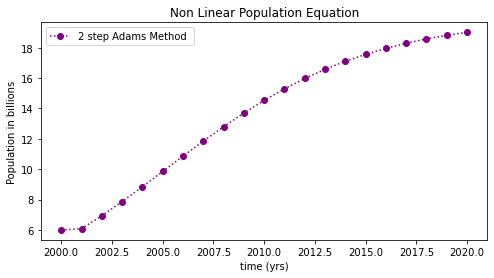 Non Linear Population Equation
2 step Adams Method
Population in billions
18
16
14
12
10
8
6
2000.0 2002.5 2005.0 2007.5 2010.0 2012.5 2015.0 2017.5 2020.0
time (yrs)